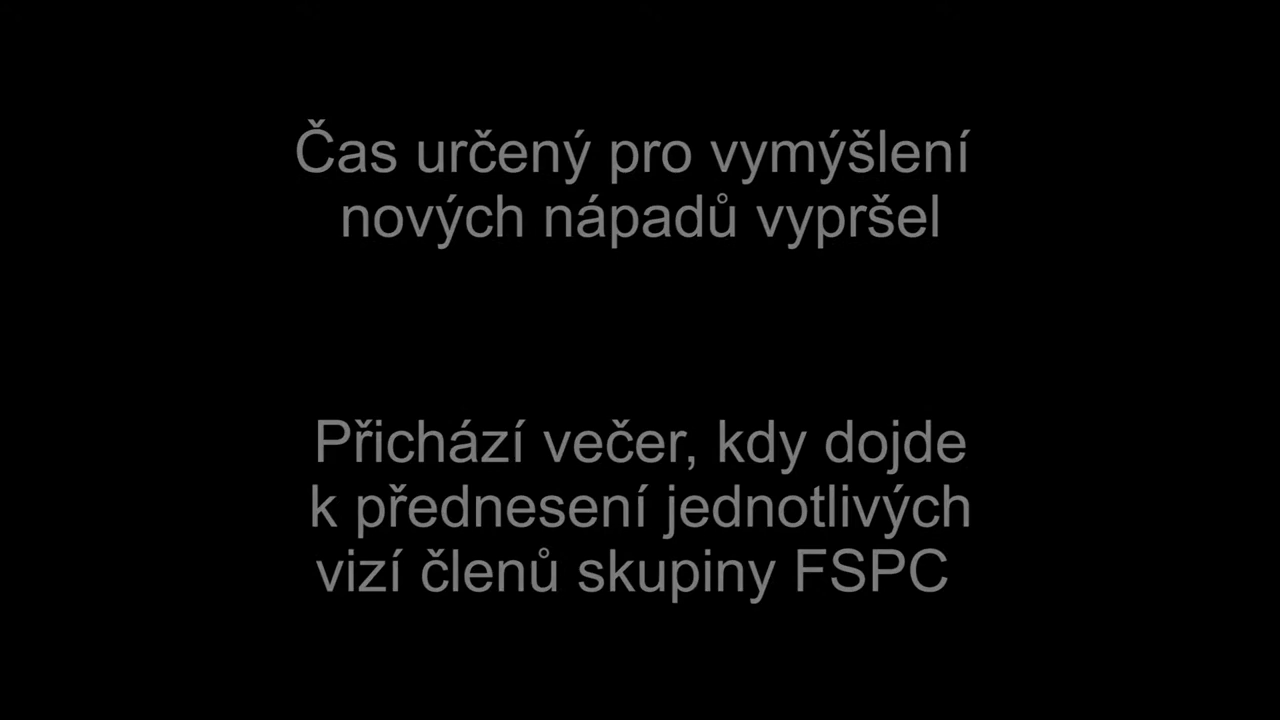 Čas určený pro vymýšlení
nových nápadů vypršel
Přichází večer, kdy dojde
k přednesení jednotlivých
vizí členů skupiny FSPC